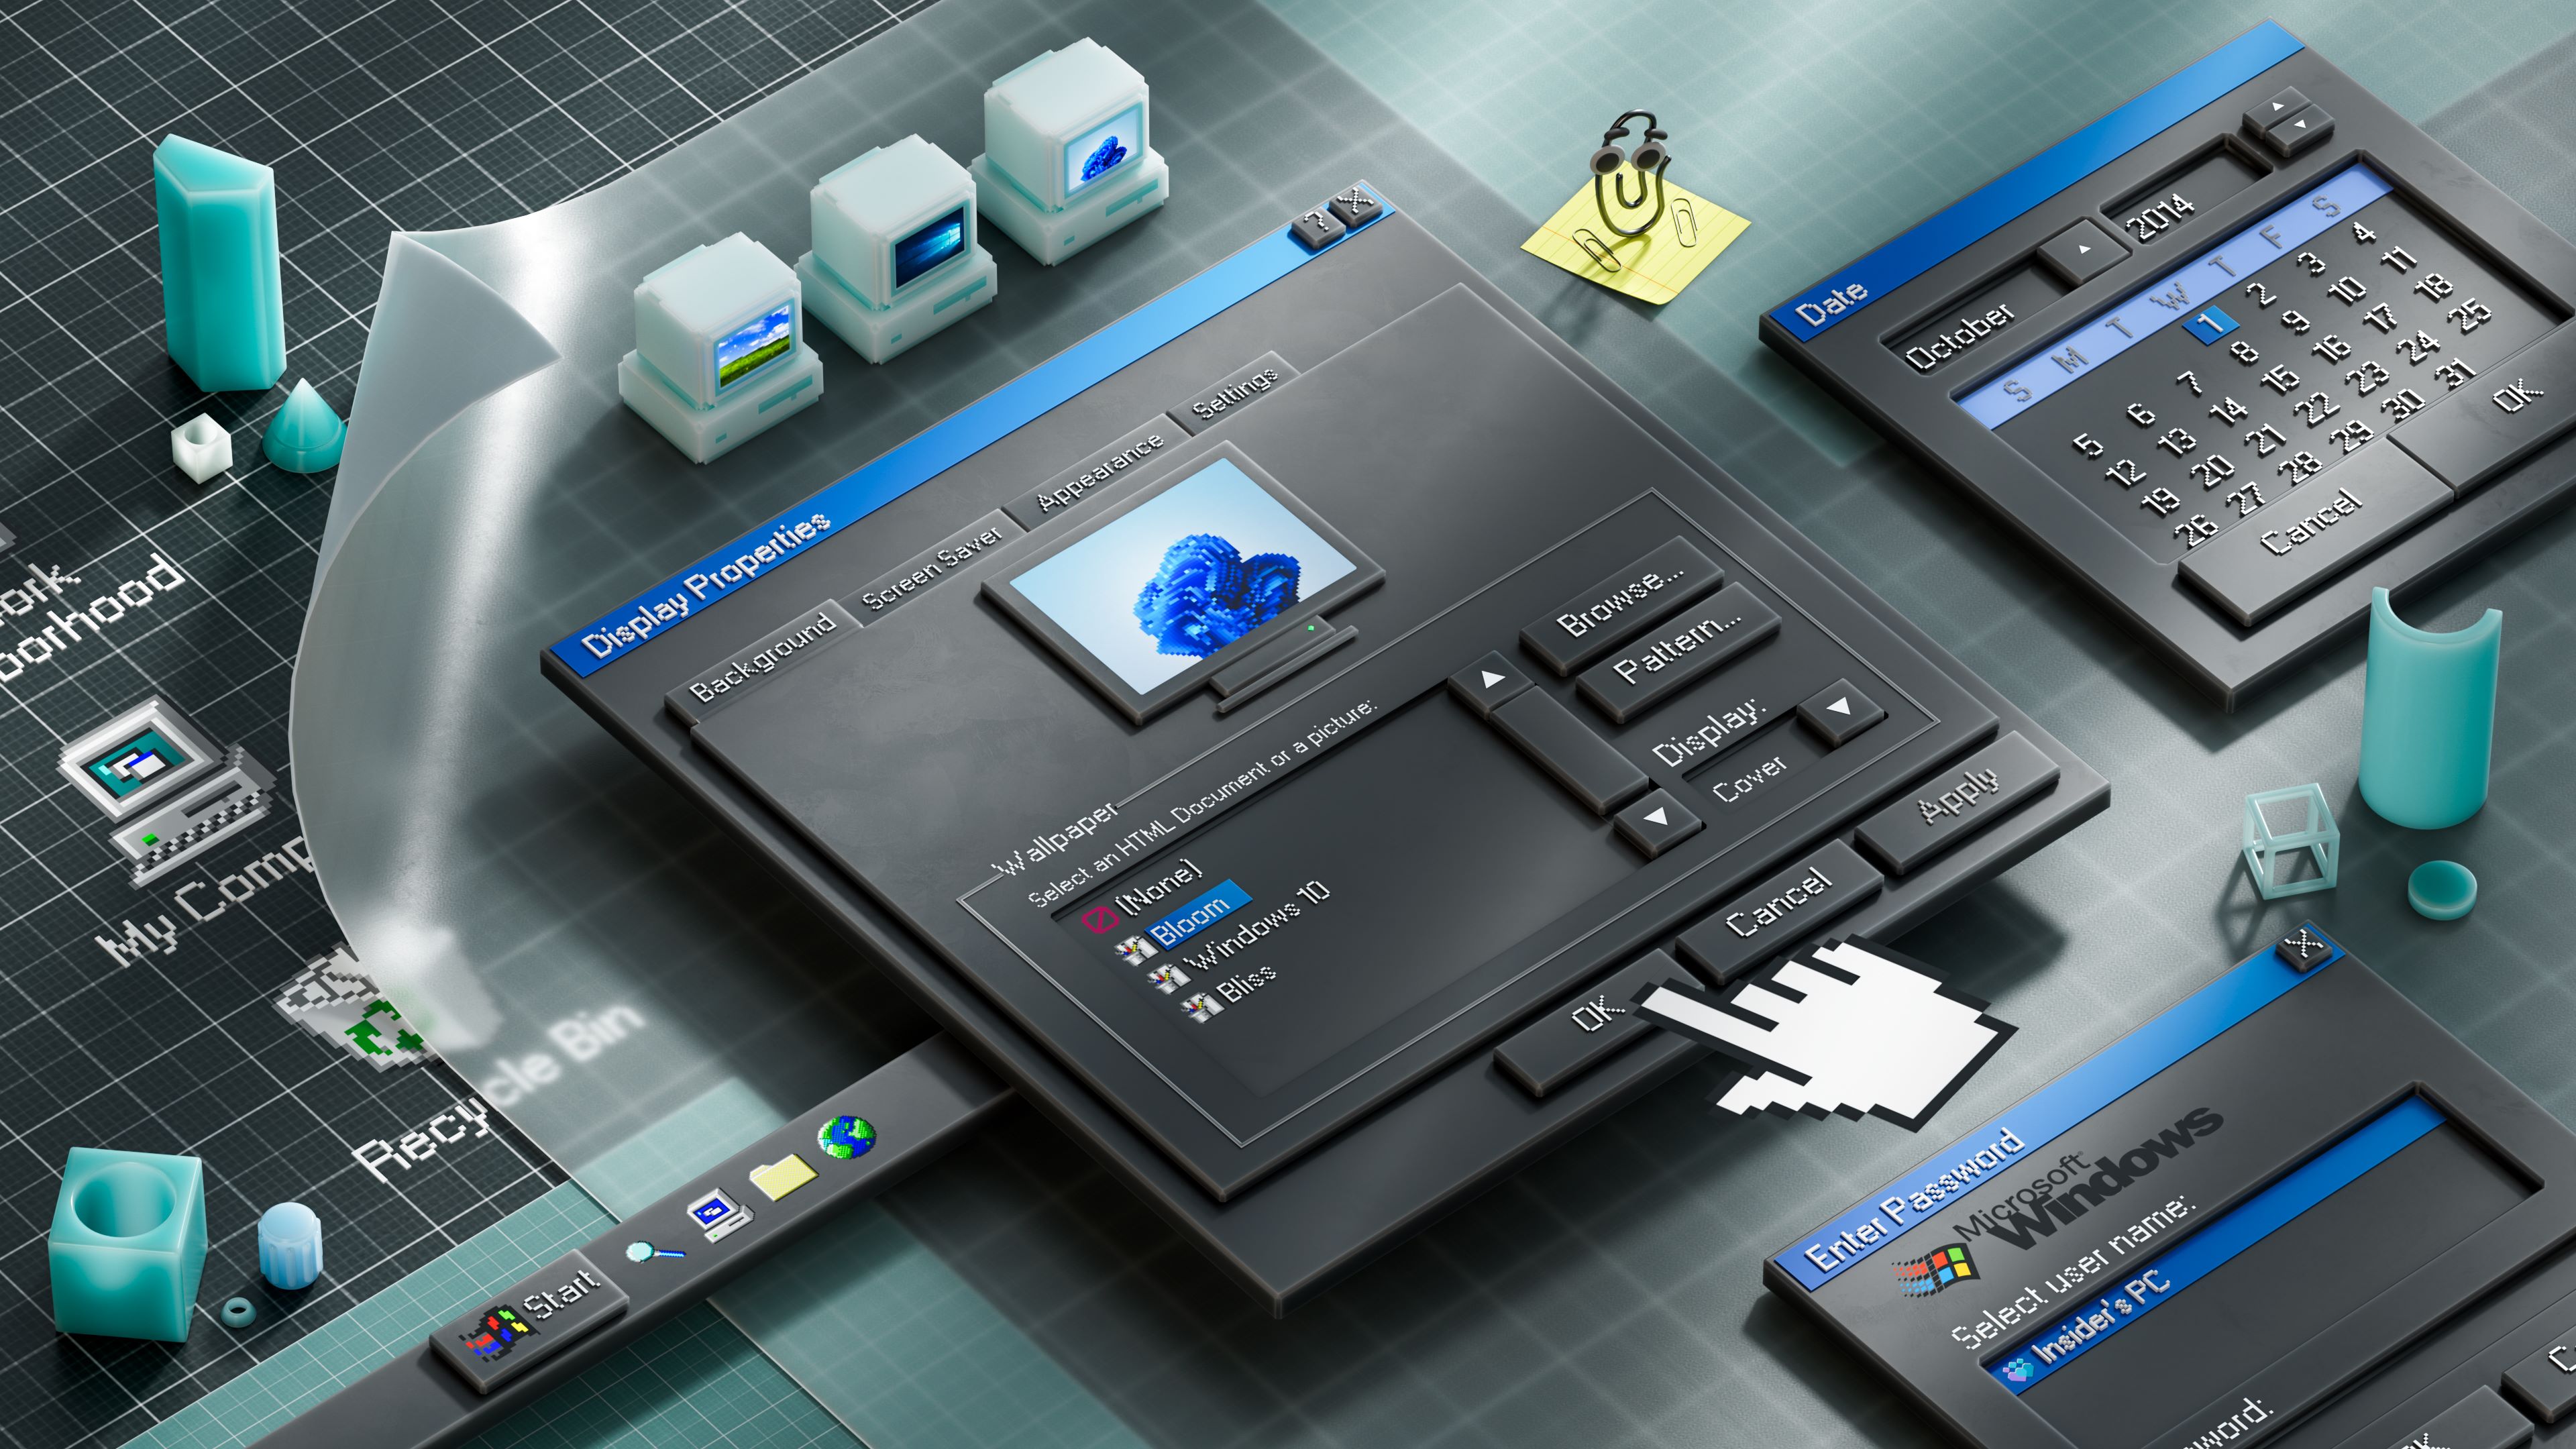 Display Properties
? X
Background
Screen Saver
Appearance
Settings
Wallpaper
Select an HTML Document or a picture:
(None)
Bloom
Windows 10
Bliss
Browse...
Pattern...
Display:
Cover
OK
Cancel
Apply
Date
October
2014
S M T W T F S
1 2 3 4
5 6 7 8 9 10 11
12 13 14 15 16 17 18
19 20 21 22 23 24 25
26 27 28 29 30 31
Cancel
OK
ork
borhood
My Comp
Recycle Bin
Start
Enter Password
X
Microsoft®
Windows
Select user name:
Insider's PC
word: